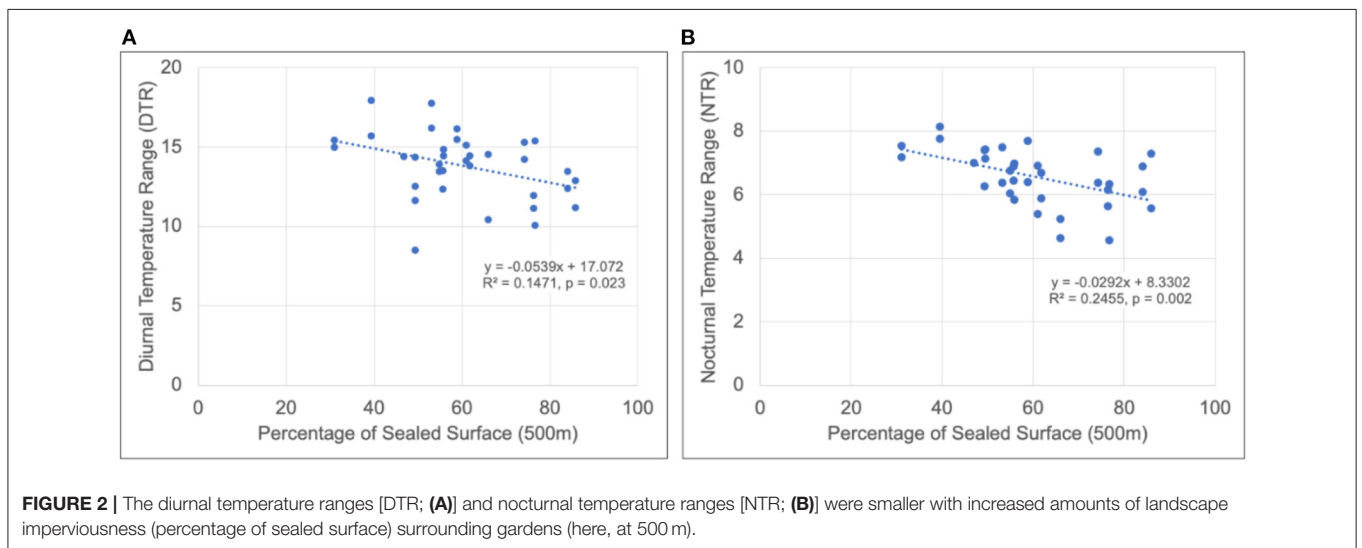 A
20
15
10
5
0
Diurnal Temperature Range (DTR)
y = -0.0539x + 17.072
R² = 0.1471, p = 0.023
0 20 40 60 80 100
Percentage of Sealed Surface (500m)
B
10
8
6
4
2
0
Nocturnal Temperature Range (NTR)
y = -0.0292x + 8.3302
R² = 0.2455, p = 0.002
0 20 40 60 80 100
Percentage of Sealed Surface (500m)
FIGURE 2 | The diurnal temperature ranges [DTR; (A)] and nocturnal temperature ranges [NTR; (B)] were smaller with increased amounts of landscape
imperviousness (percentage of sealed surface) surrounding gardens (here, at 500 m).